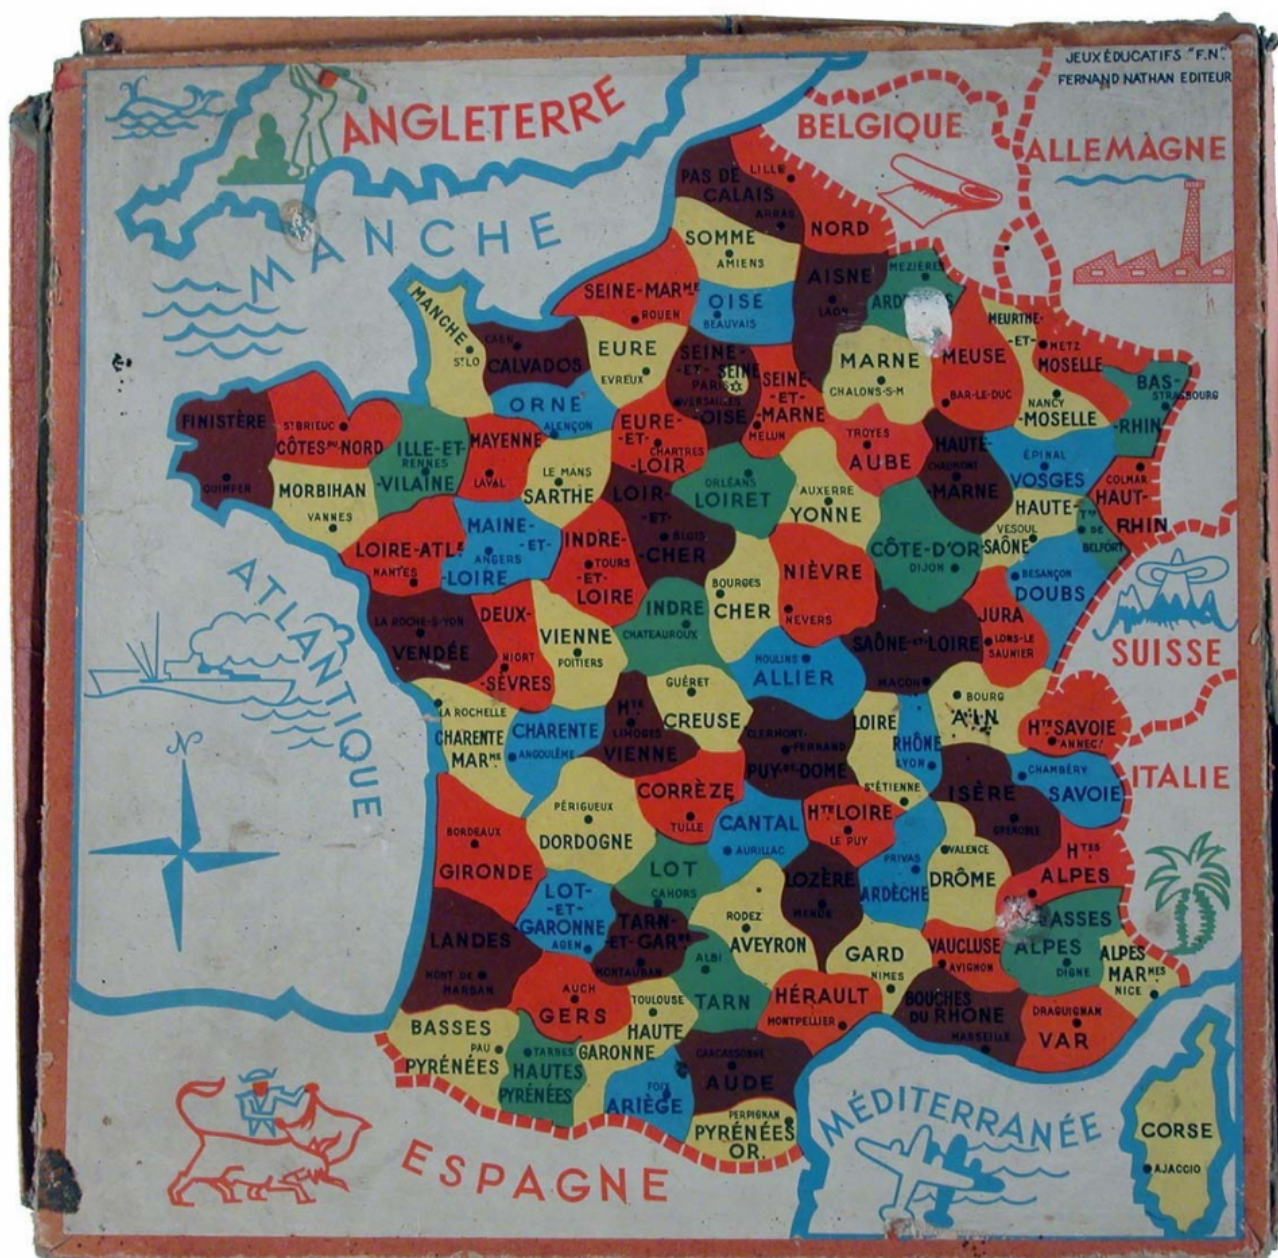 JEUX ÉDUCATIFS "F.N".
FERNAND NATHAN EDITEUR
ANGLETERRE
BELGIQUE
ALLEMAGNE
MANCHE
PAS DE
CALAIS
ARRAS
LILLE
NORD
SOMME
AMIENS
AISNE
LAON
MEZIÈRES
SEINE-MARME
ROUEN
OISE
BEAUVAIS
MANCHE
ST LO
CAEN
CALVADOS
EURE
EVREUX
SEINE-
-ET-
SEINE
PARIS
VERSAILLES
OISE
SEINE-
-ET-
-MARNE
MELUN
MARNE
CHALONS-S-M
MEUSE
BAR-LE-DUC
MEURTHE-
-ET-
METZ
MOSELLE
NANCY
-MOSELLE
BAS-
STRASBOURG
-RHIN
FINISTÈRE
QUIMPER
ST BRIEUC
CÔTES DU NORD
MORBIHAN
VANNES
ILLE-ET-
RENNES
-VILAINE
MAYENNE
LAVAL
ORNE
ALENÇON
LE MANS
SARTHE
EURE-
-ET-
CHARTRES
LOIR
LOIR-
-ET-
BLOIS
-CHER
ORLÉANS
LOIRET
AUXERRE
YONNE
TROYES
AUBE
HAUTE-
CHAUMONT
-MARNE
ÉPINAL
VOSGES
COLMAR
HAUT-
RHIN
HAUTE-
VESOUL
-SAÔNE
TRE
DE
BELFORT
LOIRE-ATLE
NANTES
MAINE-
-ET-
ANGERS
-LOIRE
INDRE-
TOURS
-ET-
LOIRE
BOURGES
CHER
NIÈVRE
NEVERS
CÔTE-D'OR
DIJON
BESANÇON
DOUBS
JURA
LONS-LE
SAUNIER
SUISSE
ATLANTIQUE
LA ROCHE-S-YON
VENDÉE
DEUX-
NIORT
-SÈVRES
VIENNE
POITIERS
INDRE
CHATEAUROUX
MOULINS
ALLIER
SAÔNE-ET-LOIRE
MACON
LA ROCHELLE
CHARENTE
MARME
CHARENTE
ANGOULÊME
HTE
LIMOGES
VIENNE
GUÉRET
CREUSE
CLERMONT-
-FERRAND
PUY-DE-DOME
LOIRE
ST ÉTIENNE
RHÔNE
LYON
BOURG
AIN
HTE SAVOIE
ANNECY
CHAMBÉRY
SAVOIE
ITALIE
N
PÉRIGUEUX
DORDOGNE
CORRÈZE
TULLE
CANTAL
AURILLAC
HTE LOIRE
LE PUY
ISÈRE
GRENOBLE
BORDEAUX
GIRONDE
LOT-
-ET-
-GARONNE
AGEN
LOT
CAHORS
LOZÈRE
MENDE
PRIVAS
ARDÈCHE
VALENCE
DRÔME
HTES
ALPES
LANDES
MONT DE
MARSAN
TARN-
-ET-GARNE
MONTAUBAN
RODEZ
AVEYRON
GARD
NIMES
VAUCLUSE
AVIGNON
BASSES
ALPES
DIGNE
ALPES
MARMES
NICE
AUCH
GERS
TOULOUSE
HAUTE
GARONNE
ALBI
TARN
HÉRAULT
MONTPELLIER
BOUCHES
DU RHÔNE
MARSEILLE
DRAGUIGNAN
VAR
BASSES
PAU
PYRÉNÉES
TARBES
HAUTES
PYRÉNÉES
FOIX
ARIÈGE
CARCASSONNE
AUDE
PERPIGNAN
PYRÉNÉES
OR.
ESPAGNE
MÉDITERRANÉE
CORSE
AJACCIO